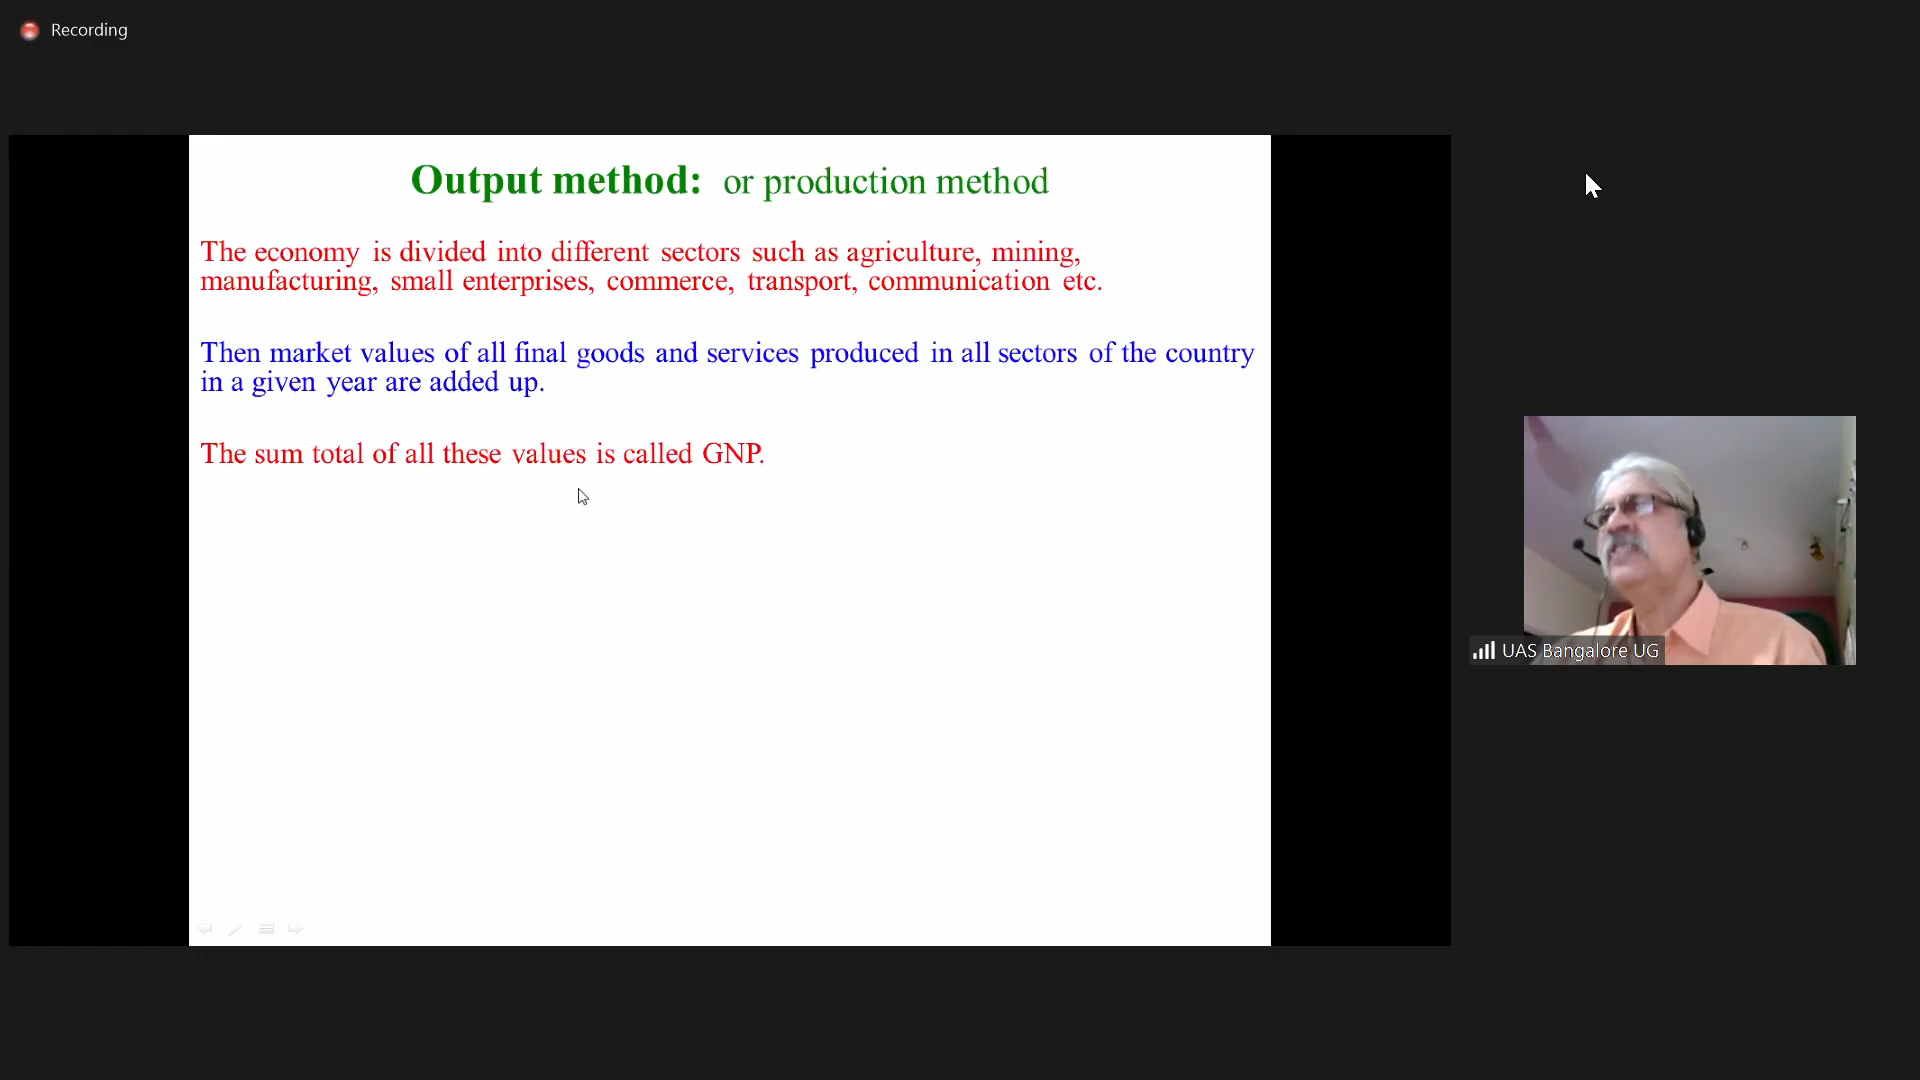 Recording
Output method: or production method
The economy is divided into different sectors such as agriculture, mining,
manufacturing, small enterprises, commerce, transport, communication etc.
Then market values of all final goods and services produced in all sectors of the country
in a given year are added up.
The sum total of all these values is called GNP.
UAS Bangalore UG